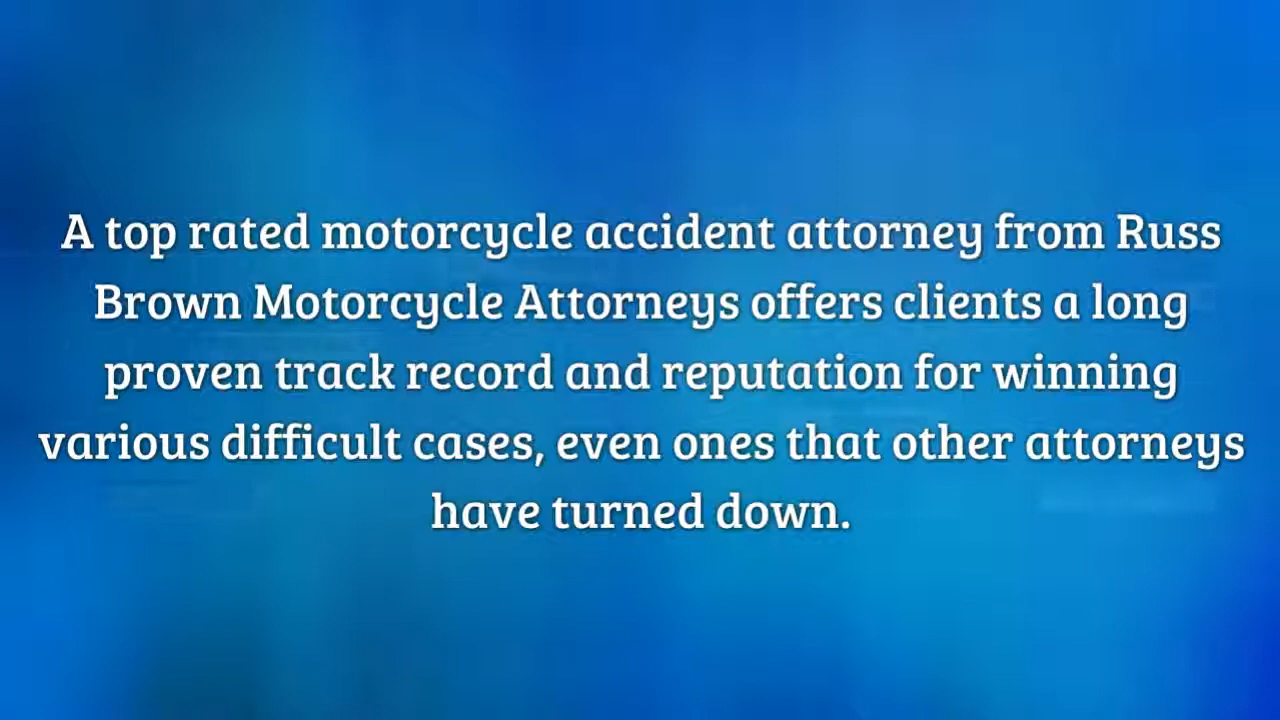 A top rated motorcycle accident attorney from Russ
Brown Motorcycle Attorneys offers clients a long
proven track record and reputation for winning
various difficult cases, even ones that other attorneys
have turned down.